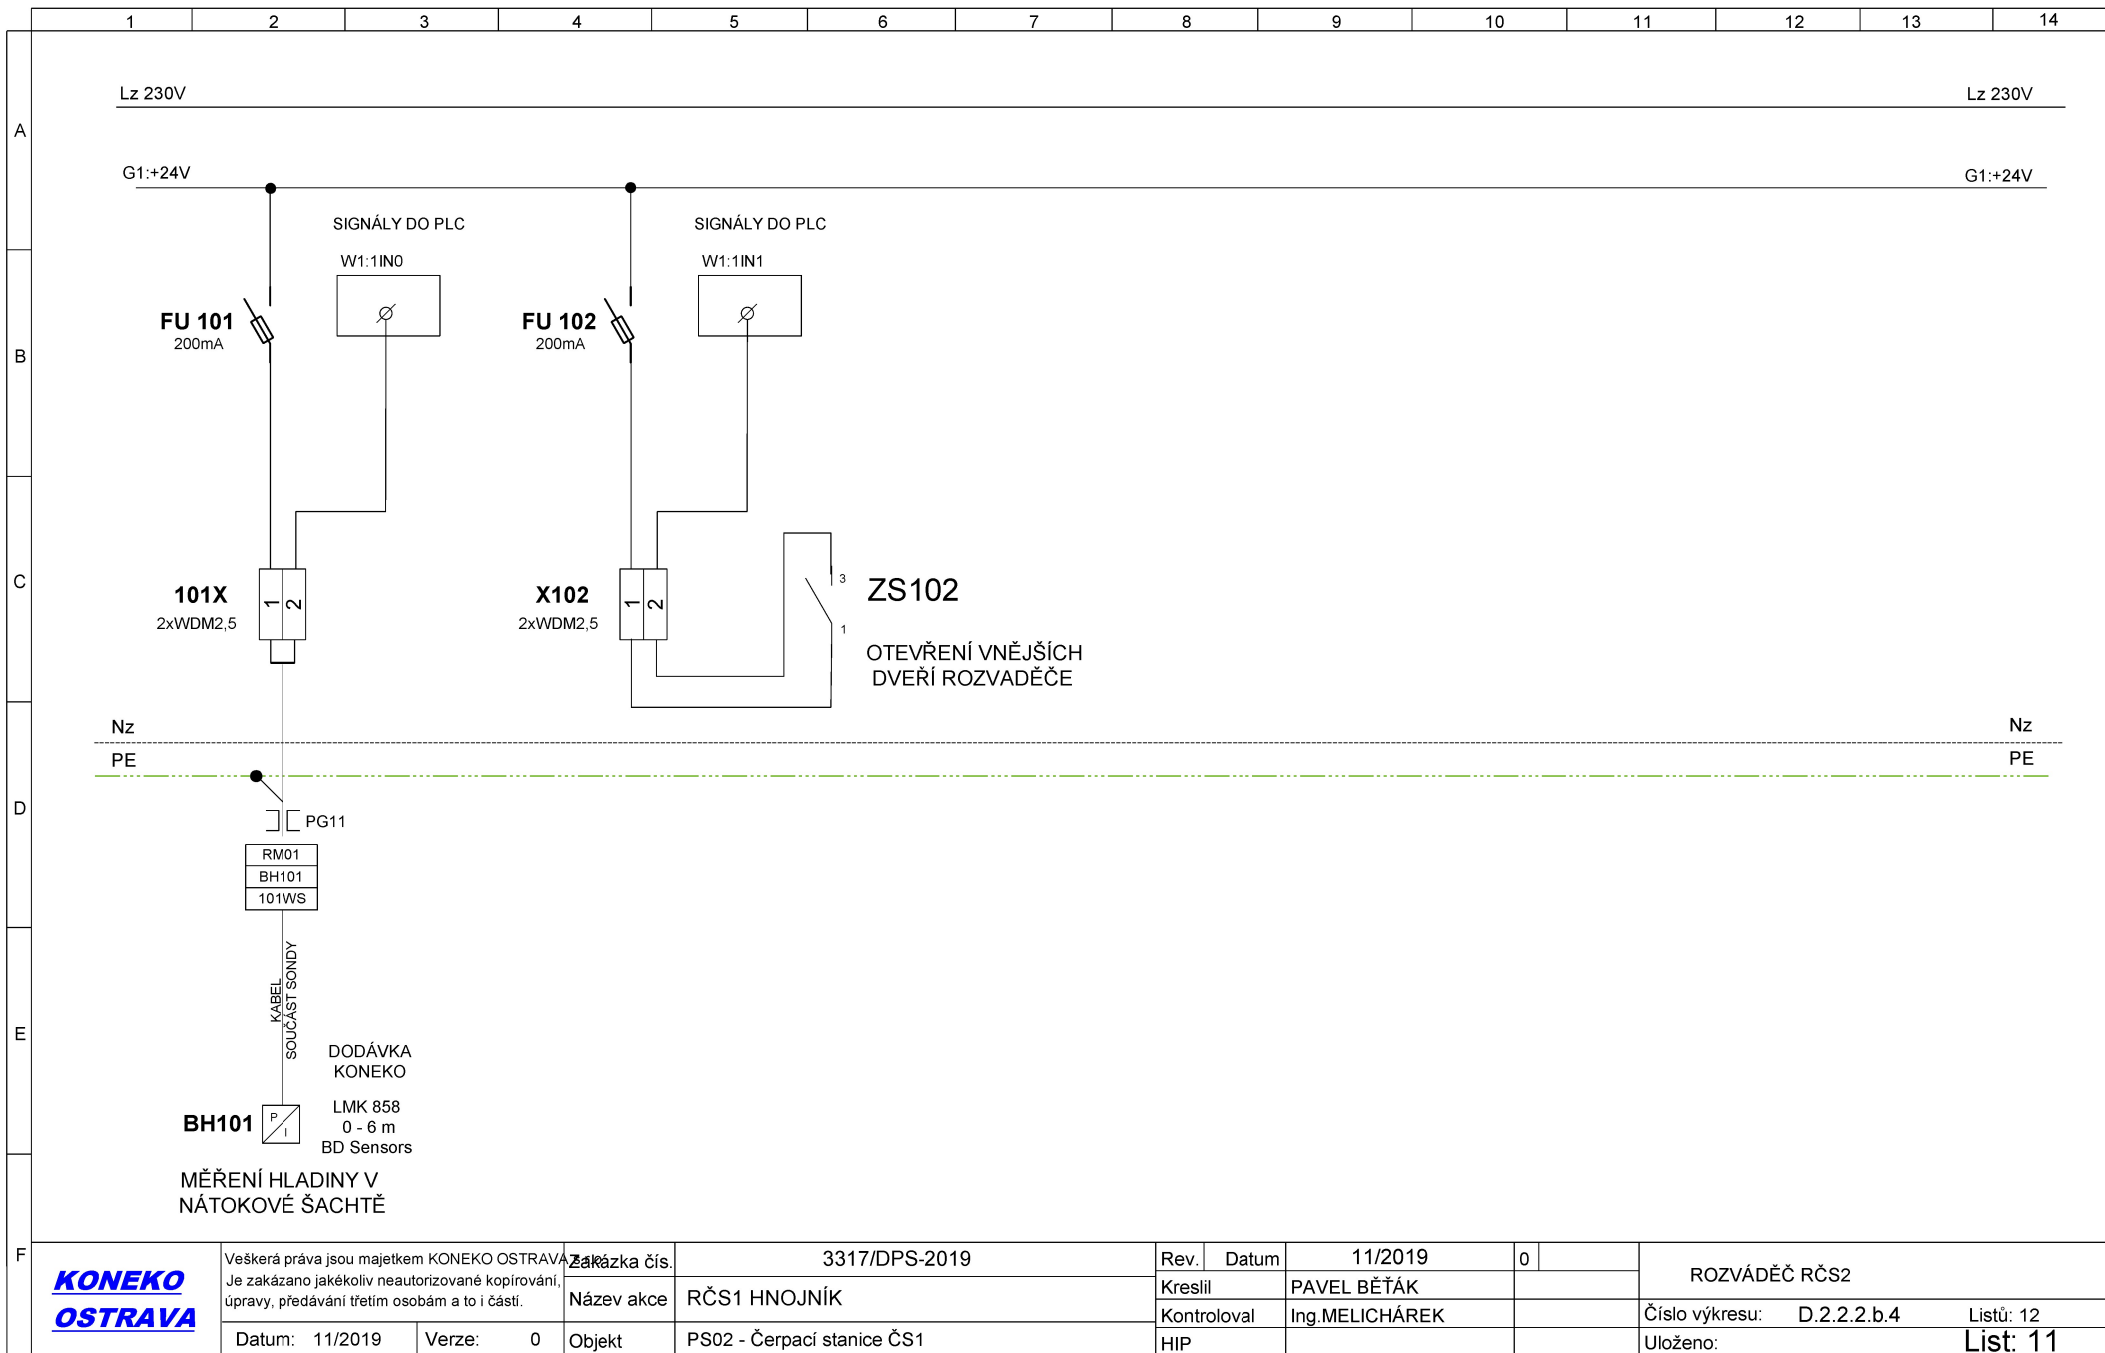 1 2 3 4 5 6 7 8 9 10 11 12 13 14
A
B
C
D
E
F
Lz 230V
Lz 230V
G1:+24V
G1:+24V
SIGNÁLY DO PLC
SIGNÁLY DO PLC
W1:1IN0
W1:1IN1
FU 101
200mA
FU 102
200mA
101X
2xWDM2,5
1 2
X102
2xWDM2,5
1 2
3
1
ZS102
OTEVŘENÍ VNĚJŠÍCH
DVEŘÍ ROZVADĚČE
Nz
Nz
PE
PE
PG11
RM01
BH101
101WS
KABEL
SOUČÁST SONDY
DODÁVKA
KONEKO
BH101
P
I
LMK 858
0 - 6 m
BD Sensors
MĚŘENÍ HLADINY V
NÁTOKOVÉ ŠACHTĚ
KONEKO
OSTRAVA
Veškerá práva jsou majetkem KONEKO OSTRAVA
Je zakázáno jakékoliv neautorizované kopírování,
úpravy, předávání třetím osobám a to i částí.
Datum: 11/2019
Verze: 0
Zakázka čís.
3317/DPS-2019
Název akce
RČS1 HNOJNÍK
Objekt
PS02 - Čerpací stanice ČS1
Rev. Datum 11/2019 0
Kreslil PAVEL BĚŤÁK
Kontroloval Ing.MELICHÁREK
HIP
ROZVÁDĚČ RČS2
Číslo výkresu: D.2.2.2.b.4 Listů: 12
Uloženo: List: 11